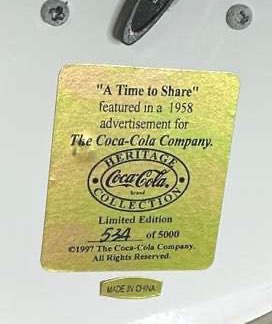 "A Time to Share"
featured in a 1958
advertisement for
The Coca-Cola Company.
HERITAGE
Coca-Cola
brand
COLLECTION
Limited Edition
534 of 5000
©1997 The Coca-Cola Company.
All Rights Reserved.
MADE IN CHINA